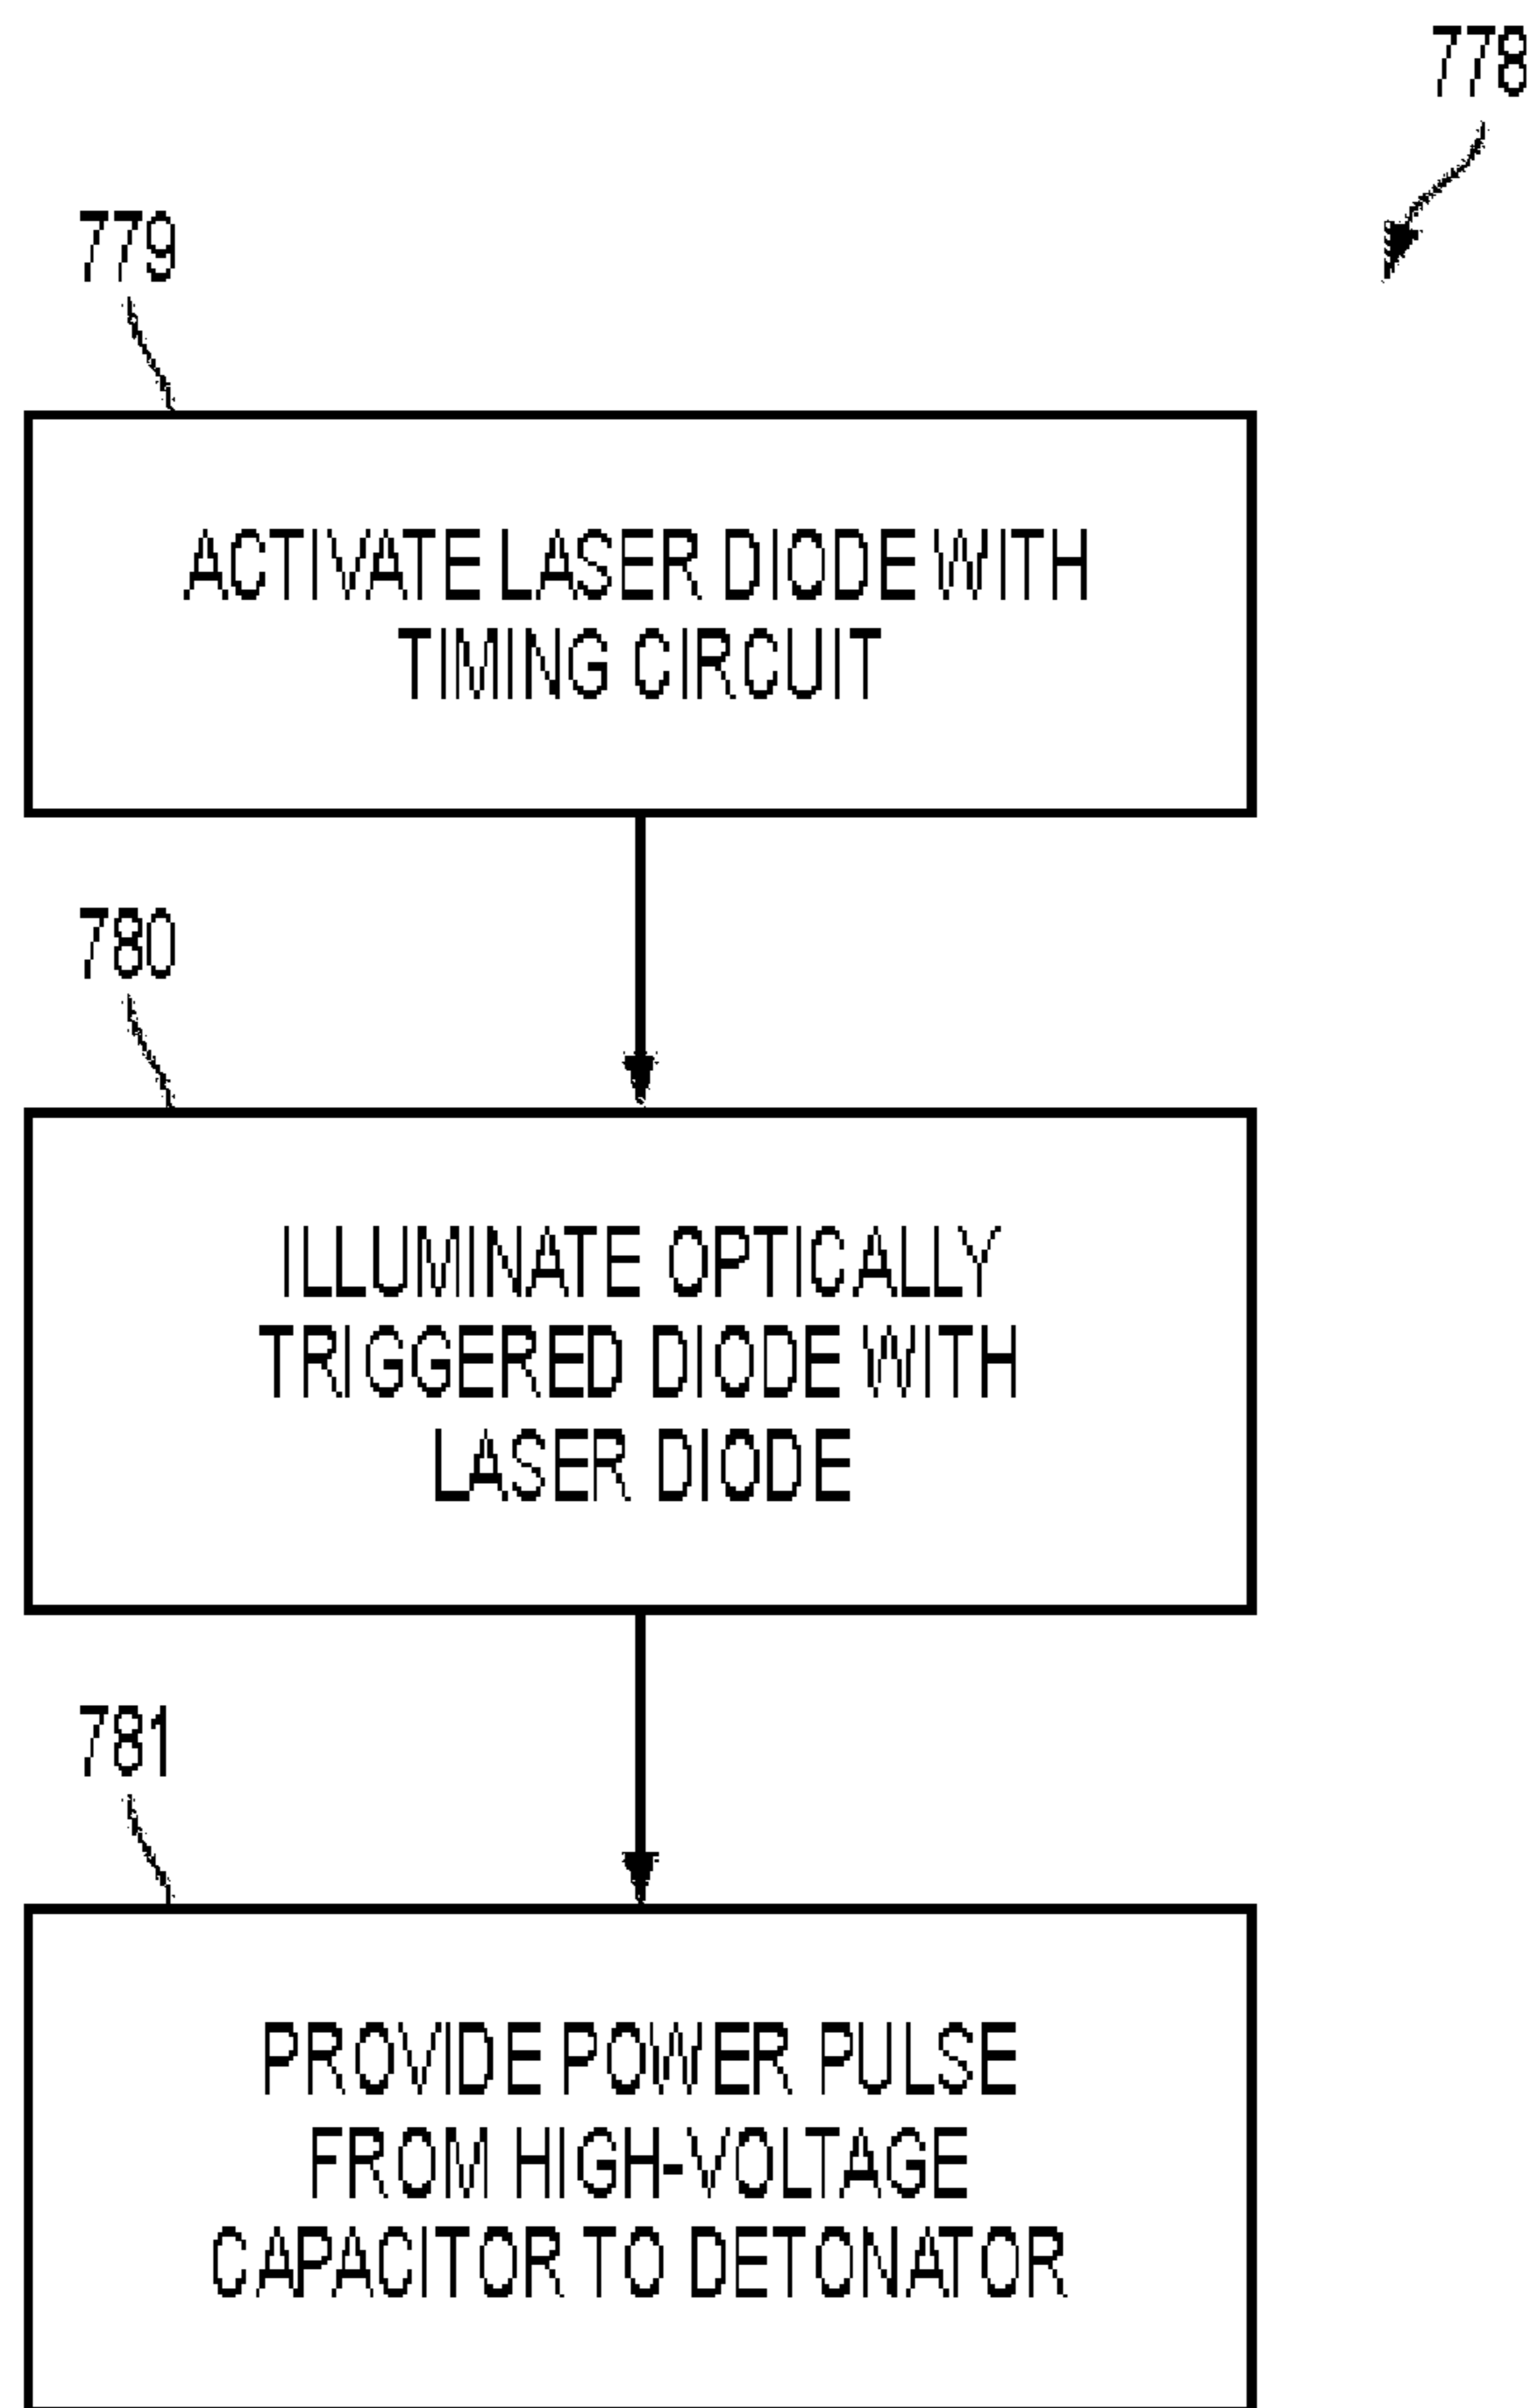 778
779
ACTIVATE LASER DIODE WITH
TIMING CIRCUIT
780
ILLUMINATE OPTICALLY
TRIGGERED DIODE WITH
LASER DIODE
781
PROVIDE POWER PULSE
FROM HIGH-VOLTAGE
CAPACITOR TO DETONATOR